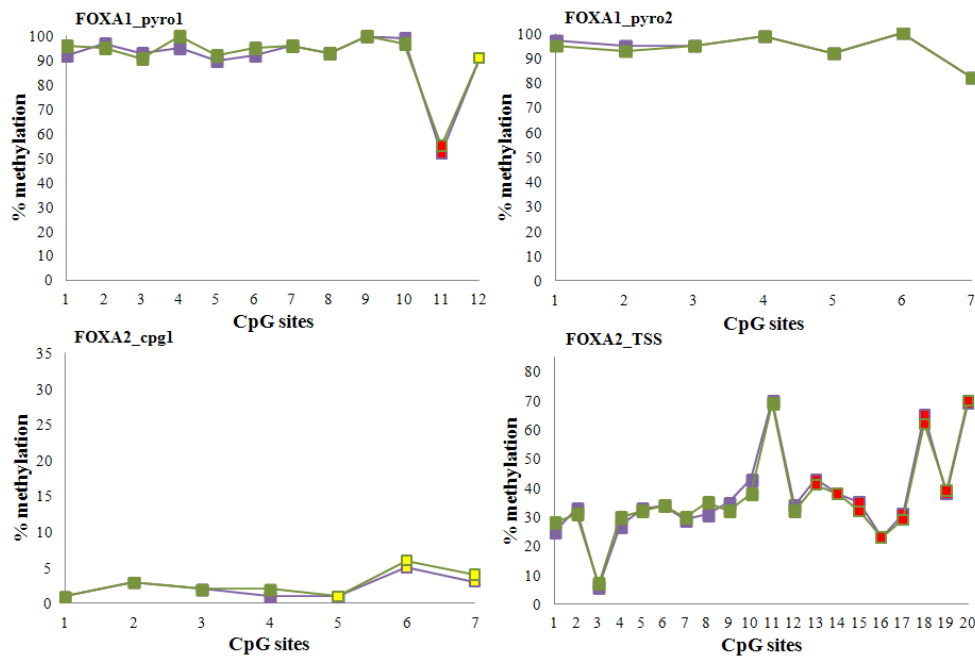 FOXA1_pyro1
100
90
80
70
60
50
40
30
20
10
0
% methylation
1 2 3 4 5 6 7 8 9 10 11 12
CpG sites
FOXA1_pyro2
100
90
80
70
60
50
40
30
20
10
0
% methylation
1 2 3 4 5 6 7
CpG sites
FOXA2_cpg1
35
30
25
20
15
10
5
0
% methylation
1 2 3 4 5 6 7
CpG sites
FOXA2_TSS
80
70
60
50
40
30
20
10
0
% methylation
1 2 3 4 5 6 7 8 9 10 11 12 13 14 15 16 17 18 19 20
CpG sites